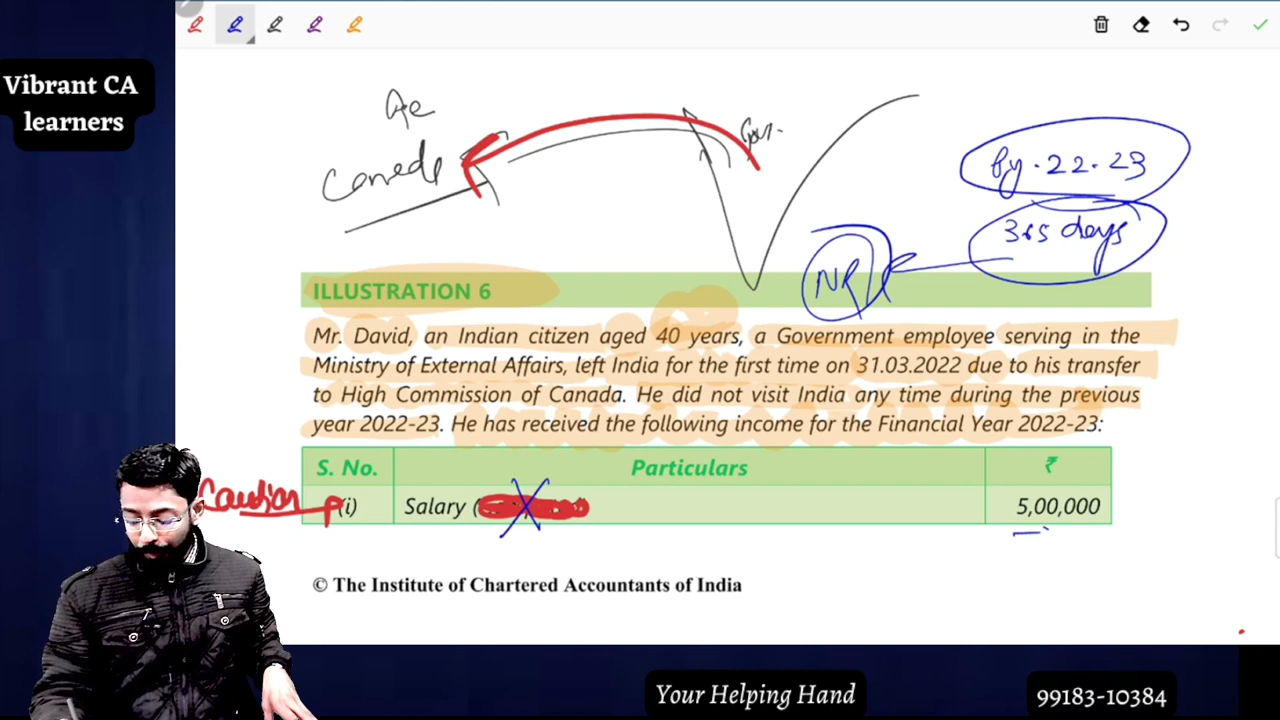 Vibrant CA
learners
Canada
Gov.
Py. 22.23
365 days
NR
ILLUSTRATION 6
Mr. David, an Indian citizen aged 40 years, a Government employee serving in the
Ministry of External Affairs, left India for the first time on 31.03.2022 due to his transfer
to High Commission of Canada. He did not visit India any time during the previous
year 2022-23. He has received the following income for the Financial Year 2022-23:
S. No. Particulars ₹
Caution (i) Salary ( 5,00,000
© The Institute of Chartered Accountants of India
Your Helping Hand
99183-10384